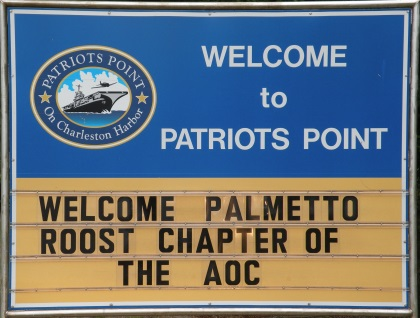 PATRIOTS POINT
On Charleston Harbor
WELCOME
to
PATRIOTS POINT
WELCOME PALMETTO
ROOST CHAPTER OF
THE AOC